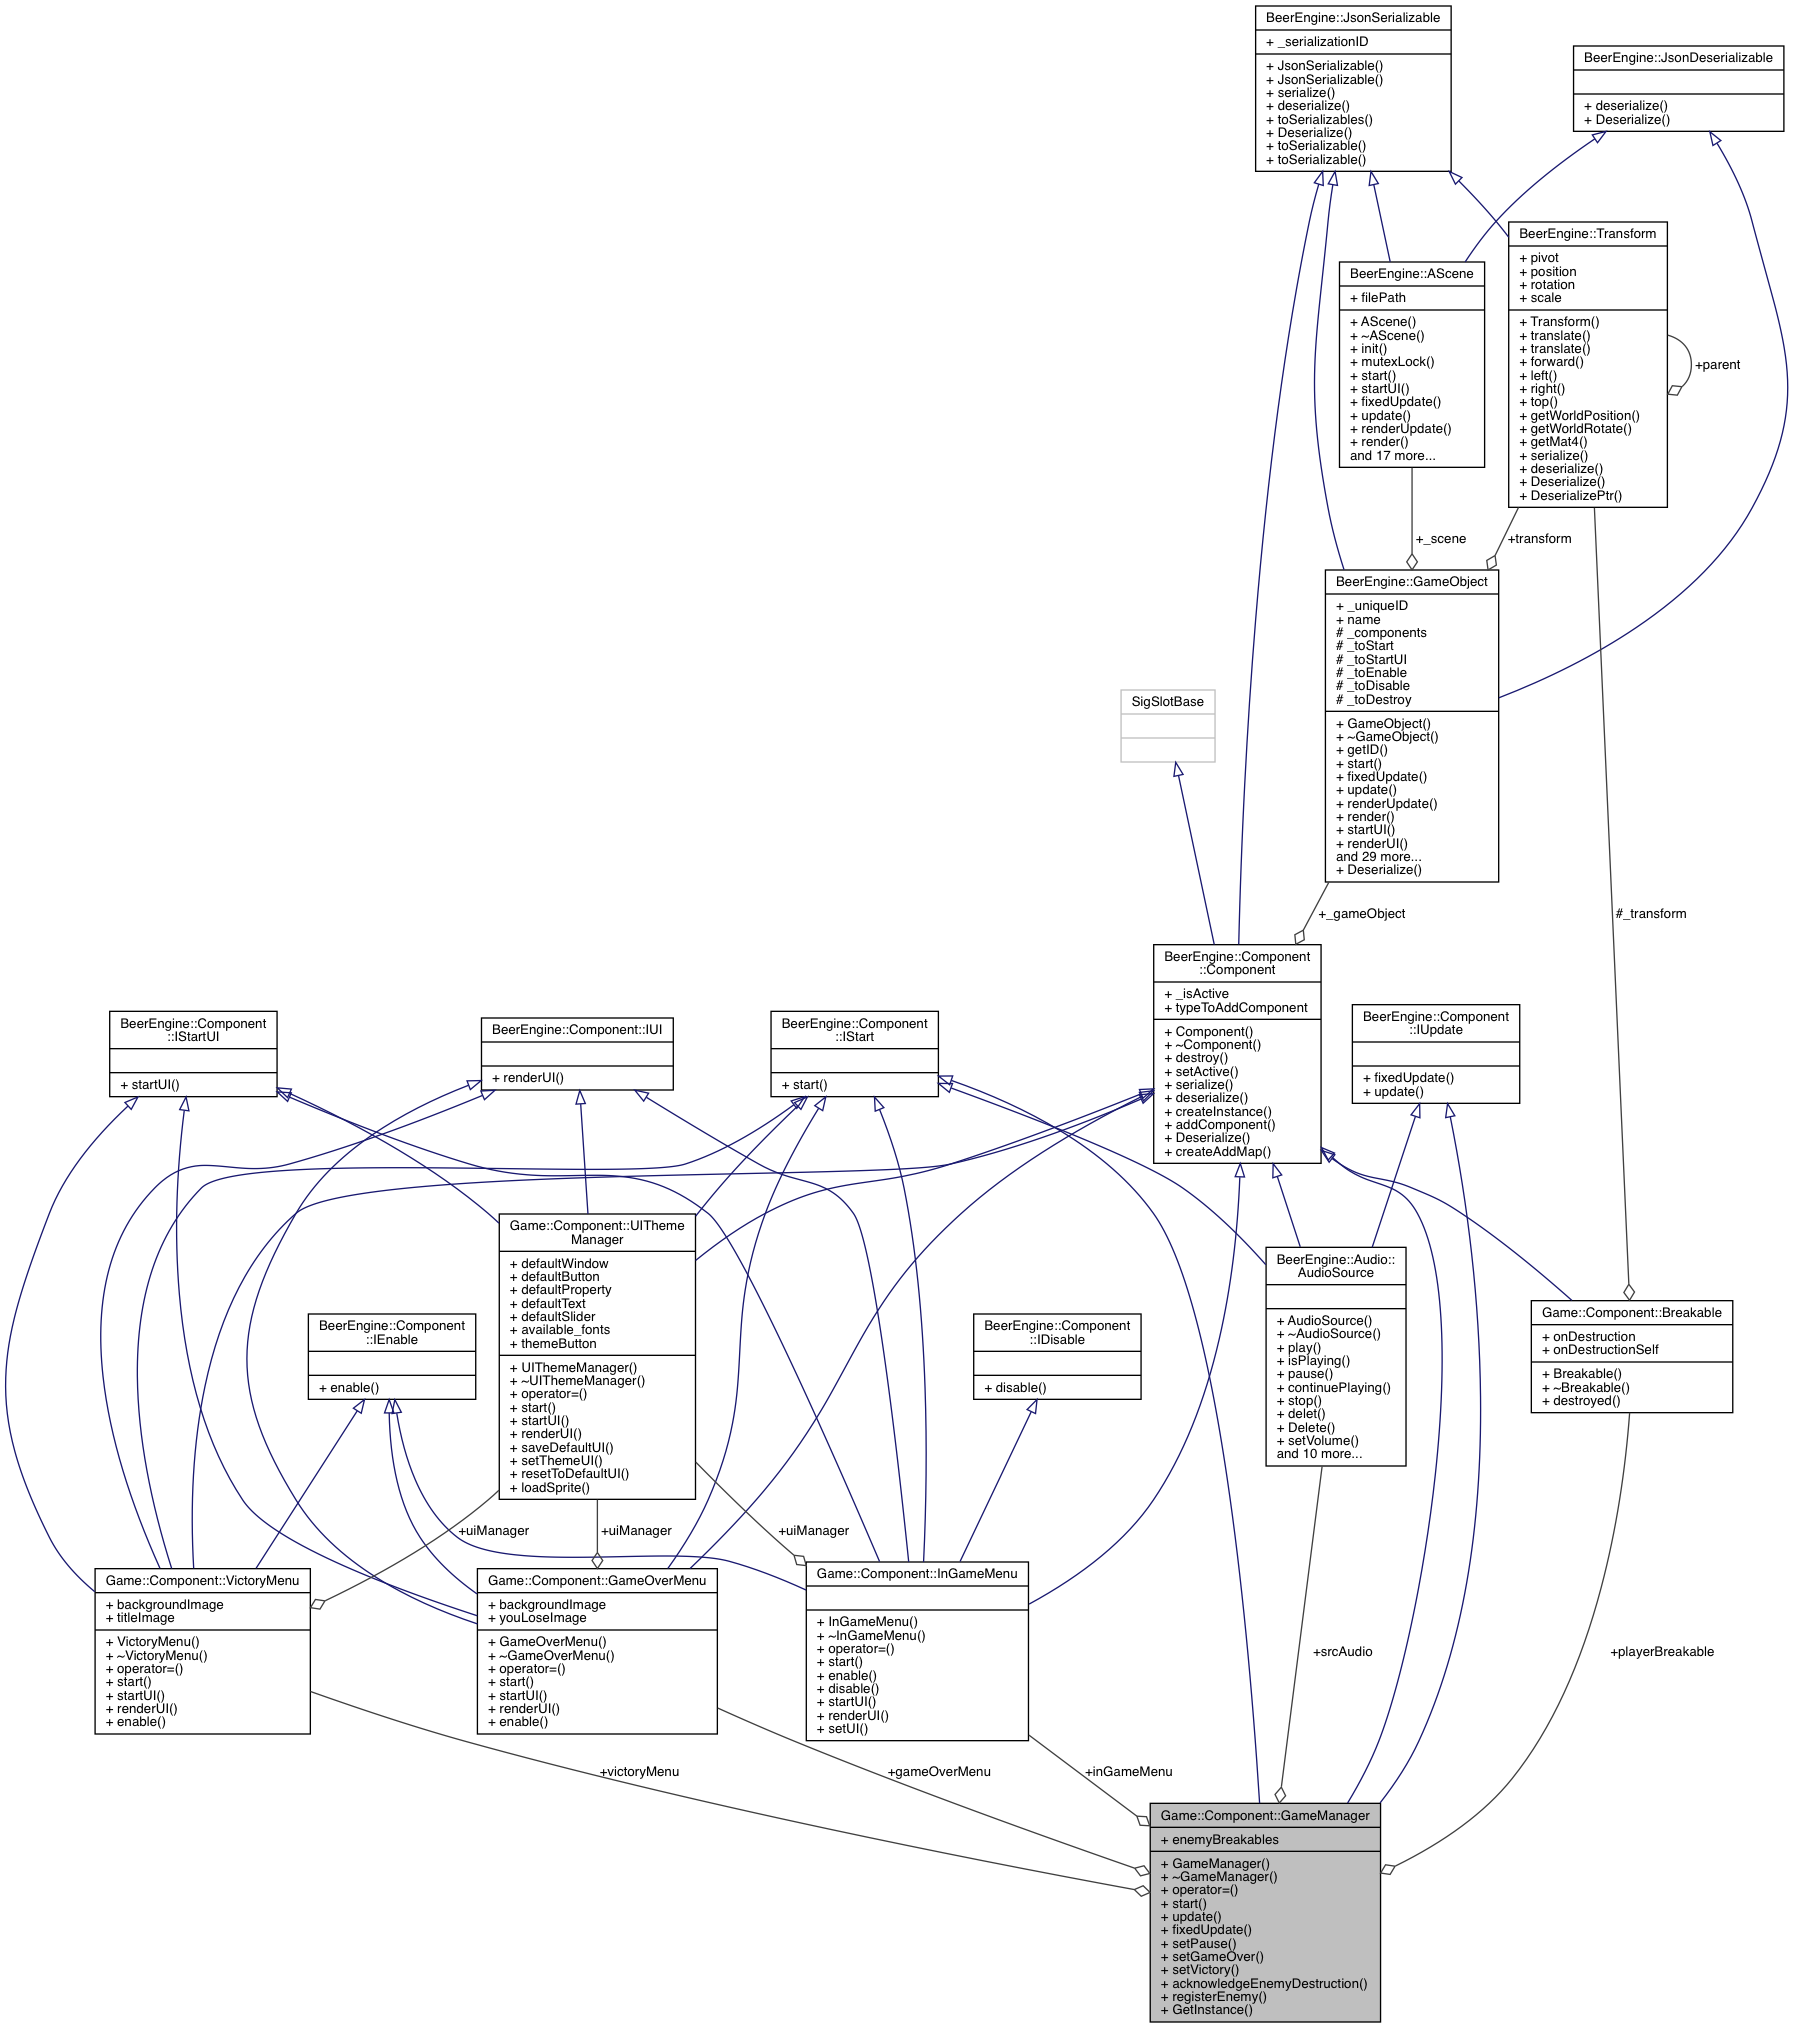 BeerEngine::JsonSerializable
+ _serializationID
+ JsonSerializable()
+ JsonSerializable()
+ serialize()
+ deserialize()
+ toSerializables()
+ Deserialize()
+ toSerializable()
+ toSerializable()
BeerEngine::JsonDeserializable
+ deserialize()
+ Deserialize()
BeerEngine::Transform
+ pivot
+ position
+ rotation
+ scale
+ Transform()
+ translate()
+ translate()
+ forward()
+ left()
+ right()
+ top()
+ getWorldPosition()
+ getWorldRotate()
+ getMat4()
+ serialize()
+ deserialize()
+ Deserialize()
+ DeserializePtr()
+parent
BeerEngine::AScene
+ filePath
+ AScene()
+ ~AScene()
+ init()
+ mutexLock()
+ start()
+ startUI()
+ fixedUpdate()
+ update()
+ renderUpdate()
+ render()
and 17 more...
+_scene
+transform
BeerEngine::GameObject
+ _uniqueID
+ name
# _components
# _toStart
# _toStartUI
# _toEnable
# _toDisable
# _toDestroy
+ GameObject()
+ ~GameObject()
+ getID()
+ start()
+ fixedUpdate()
+ update()
+ renderUpdate()
+ render()
+ startUI()
+ renderUI()
and 29 more...
+ Deserialize()
SigSlotBase
+_gameObject
#_transform
BeerEngine::Component
::Component
+ _isActive
+ typeToAddComponent
+ Component()
+ ~Component()
+ destroy()
+ setActive()
+ serialize()
+ deserialize()
+ createInstance()
+ addComponent()
+ Deserialize()
+ createAddMap()
BeerEngine::Component
::IStartUI
+ startUI()
BeerEngine::Component::IUI
+ renderUI()
BeerEngine::Component
::IStart
+ start()
BeerEngine::Component
::IUpdate
+ fixedUpdate()
+ update()
Game::Component::UITheme
Manager
+ defaultWindow
+ defaultButton
+ defaultProperty
+ defaultText
+ defaultSlider
+ available_fonts
+ themeButton
+ UIThemeManager()
+ ~UIThemeManager()
+ operator=()
+ start()
+ startUI()
+ renderUI()
+ saveDefaultUI()
+ setThemeUI()
+ resetToDefaultUI()
+ loadSprite()
BeerEngine::Audio::
AudioSource
+ AudioSource()
+ ~AudioSource()
+ play()
+ isPlaying()
+ pause()
+ continuePlaying()
+ stop()
+ delet()
+ Delete()
+ setVolume()
and 10 more...
Game::Component::Breakable
+ onDestruction
+ onDestructionSelf
+ Breakable()
+ ~Breakable()
+ destroyed()
BeerEngine::Component
::IEnable
+ enable()
BeerEngine::Component
::IDisable
+ disable()
+uiManager
+uiManager
+uiManager
Game::Component::VictoryMenu
+ backgroundImage
+ titleImage
+ VictoryMenu()
+ ~VictoryMenu()
+ operator=()
+ start()
+ startUI()
+ renderUI()
+ enable()
Game::Component::GameOverMenu
+ backgroundImage
+ youLoseImage
+ GameOverMenu()
+ ~GameOverMenu()
+ operator=()
+ start()
+ startUI()
+ renderUI()
+ enable()
Game::Component::InGameMenu
+ InGameMenu()
+ ~InGameMenu()
+ operator=()
+ start()
+ enable()
+ disable()
+ startUI()
+ renderUI()
+ setUI()
+srcAudio
+playerBreakable
+victoryMenu
+gameOverMenu
+inGameMenu
Game::Component::GameManager
+ enemyBreakables
+ GameManager()
+ ~GameManager()
+ operator=()
+ start()
+ update()
+ fixedUpdate()
+ setPause()
+ setGameOver()
+ setVictory()
+ acknowledgeEnemyDestruction()
+ registerEnemy()
+ GetInstance()